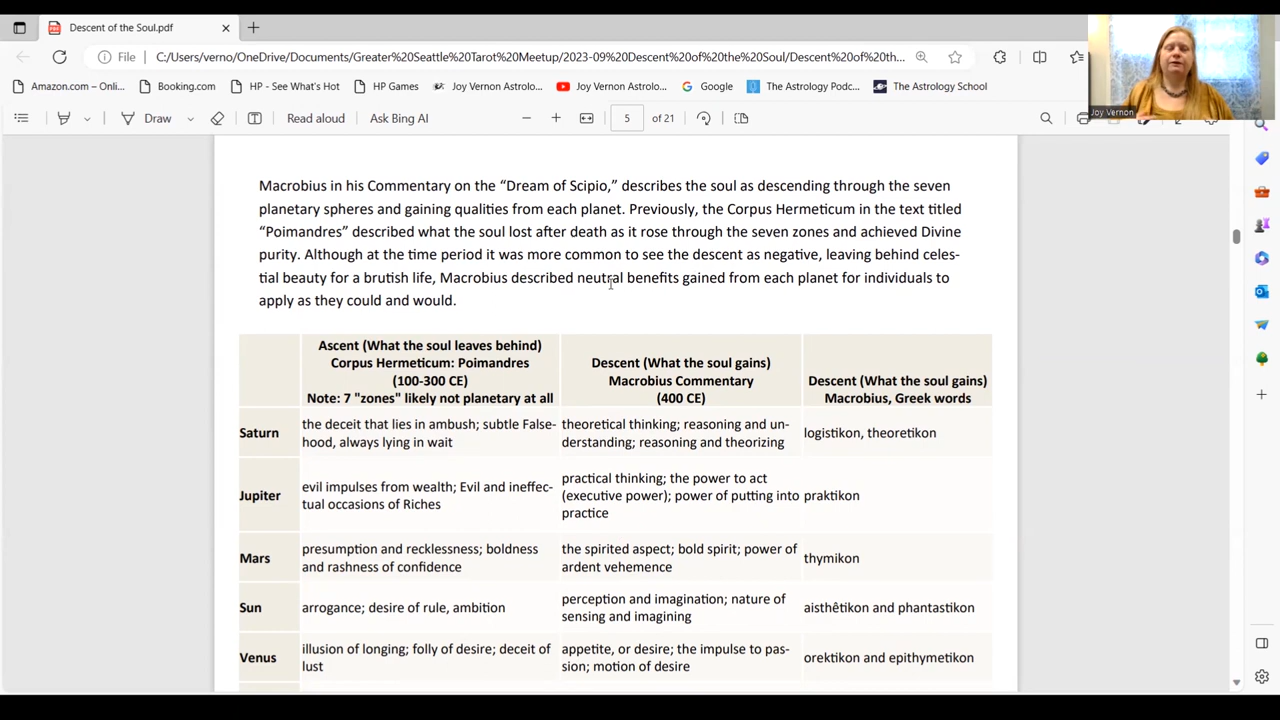 Descent of the Soul.pdf
File
C:/Users/verno/OneDrive/Documents/Greater%20Seattle%20Tarot%20Meetup/2023-09%20Descent%20of%20the%20Soul/Descent%20of%20th...
Amazon.com – Onli...
Booking.com
HP - See What's Hot
HP Games
Joy Vernon Astrolo...
Joy Vernon Astrolo...
Google
The Astrology Podc...
The Astrology School
Joy Vernon
Draw
Read aloud
Ask Bing AI
5 of 21
Macrobius in his Commentary on the “Dream of Scipio,” describes the soul as descending through the seven
planetary spheres and gaining qualities from each planet. Previously, the Corpus Hermeticum in the text titled
“Poimandres” described what the soul lost after death as it rose through the seven zones and achieved Divine
purity. Although at the time period it was more common to see the descent as negative, leaving behind celes-
tial beauty for a brutish life, Macrobius described neutral benefits gained from each planet for individuals to
apply as they could and would.
Ascent (What the soul leaves behind)
Corpus Hermeticum: Poimandres
(100-300 CE)
Note: 7 "zones" likely not planetary at all
Descent (What the soul gains)
Macrobius Commentary
(400 CE)
Descent (What the soul gains)
Macrobius, Greek words
Saturn
the deceit that lies in ambush; subtle False-
hood, always lying in wait
theoretical thinking; reasoning and un-
derstanding; reasoning and theorizing
logistikon, theoretikon
Jupiter
evil impulses from wealth; Evil and ineffec-
tual occasions of Riches
practical thinking; the power to act
(executive power); power of putting into
practice
praktikon
Mars
presumption and recklessness; boldness
and rashness of confidence
the spirited aspect; bold spirit; power of
ardent vehemence
thymikon
Sun
arrogance; desire of rule, ambition
perception and imagination; nature of
sensing and imagining
aisthêtikon and phantastikon
Venus
illusion of longing; folly of desire; deceit of
lust
appetite, or desire; the impulse to pas-
sion; motion of desire
orektikon and epithymetikon